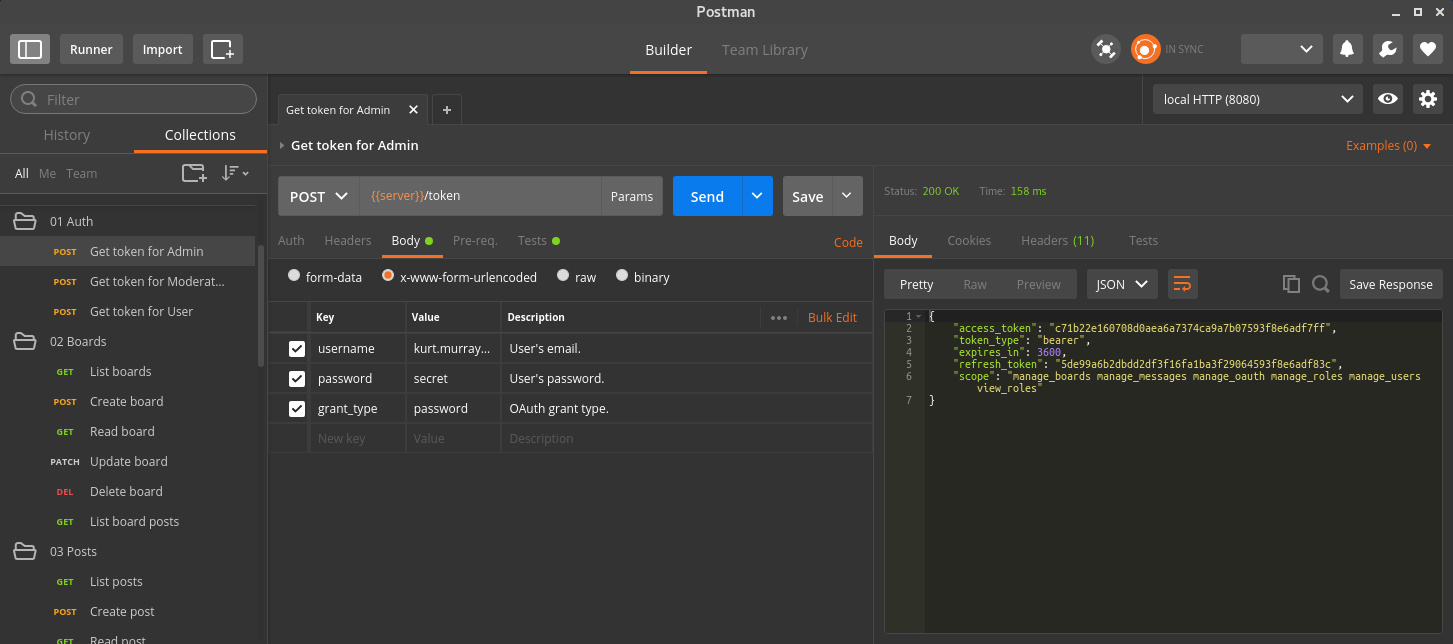 Postman
Runner
Import
Builder
Team Library
IN SYNC
Filter
History
Collections
All Me Team
01 Auth
POST Get token for Admin
POST Get token for Moderat...
POST Get token for User
02 Boards
GET List boards
POST Create board
GET Read board
PATCH Update board
DEL Delete board
GET List board posts
03 Posts
GET List posts
POST Create post
GET Read post
Get token for Admin
local HTTP (8080)
Get token for Admin
Examples (0)
POST {{server}}/token Params Send Save
Auth Headers Body Pre-req. Tests Code
form-data x-www-form-urlencoded raw binary
Key Value Description Bulk Edit
username kurt.murray... User's email.
password secret User's password.
grant_type password OAuth grant type.
New key Value Description
Status: 200 OK Time: 158 ms
Body Cookies Headers (11) Tests
Pretty Raw Preview JSON Save Response
1 {
2 "access_token": "c71b22e160708d0aea6a7374ca9a7b07593f8e6adf7ff",
3 "token_type": "bearer",
4 "expires_in": 3600,
5 "refresh_token": "5de99a6b2dbdd2df3f16fa1ba3f29064593f8e6adf83c",
6 "scope": "manage_boards manage_messages manage_oauth manage_roles manage_users
view_roles"
7 }